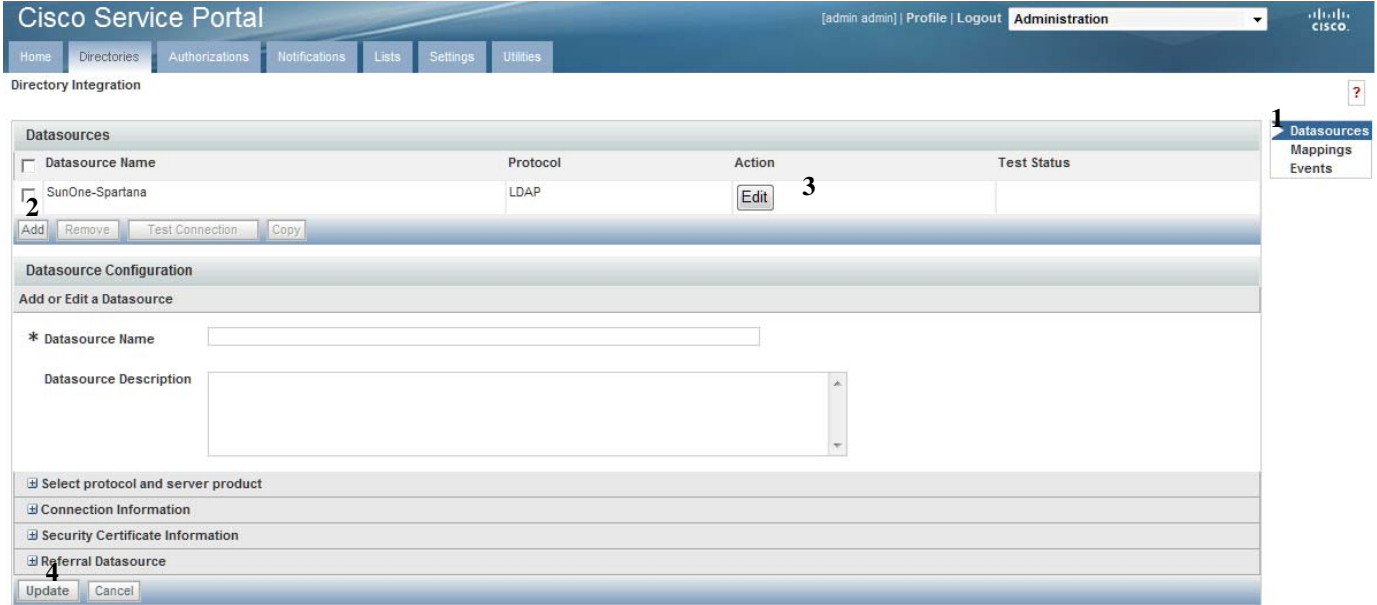 Cisco Service Portal
[admin admin] | Profile | Logout Administration
cisco.
Home Directories Authorizations Notifications Lists Settings Utilities
Directory Integration
?
1
Datasources
Mappings
Events
Datasources
Datasource Name Protocol Action Test Status
SunOne-Spartana LDAP Edit 3
2
Add Remove Test Connection Copy
Datasource Configuration
Add or Edit a Datasource
* Datasource Name
Datasource Description
Select protocol and server product
Connection Information
Security Certificate Information
Referral Datasource
4
Update Cancel